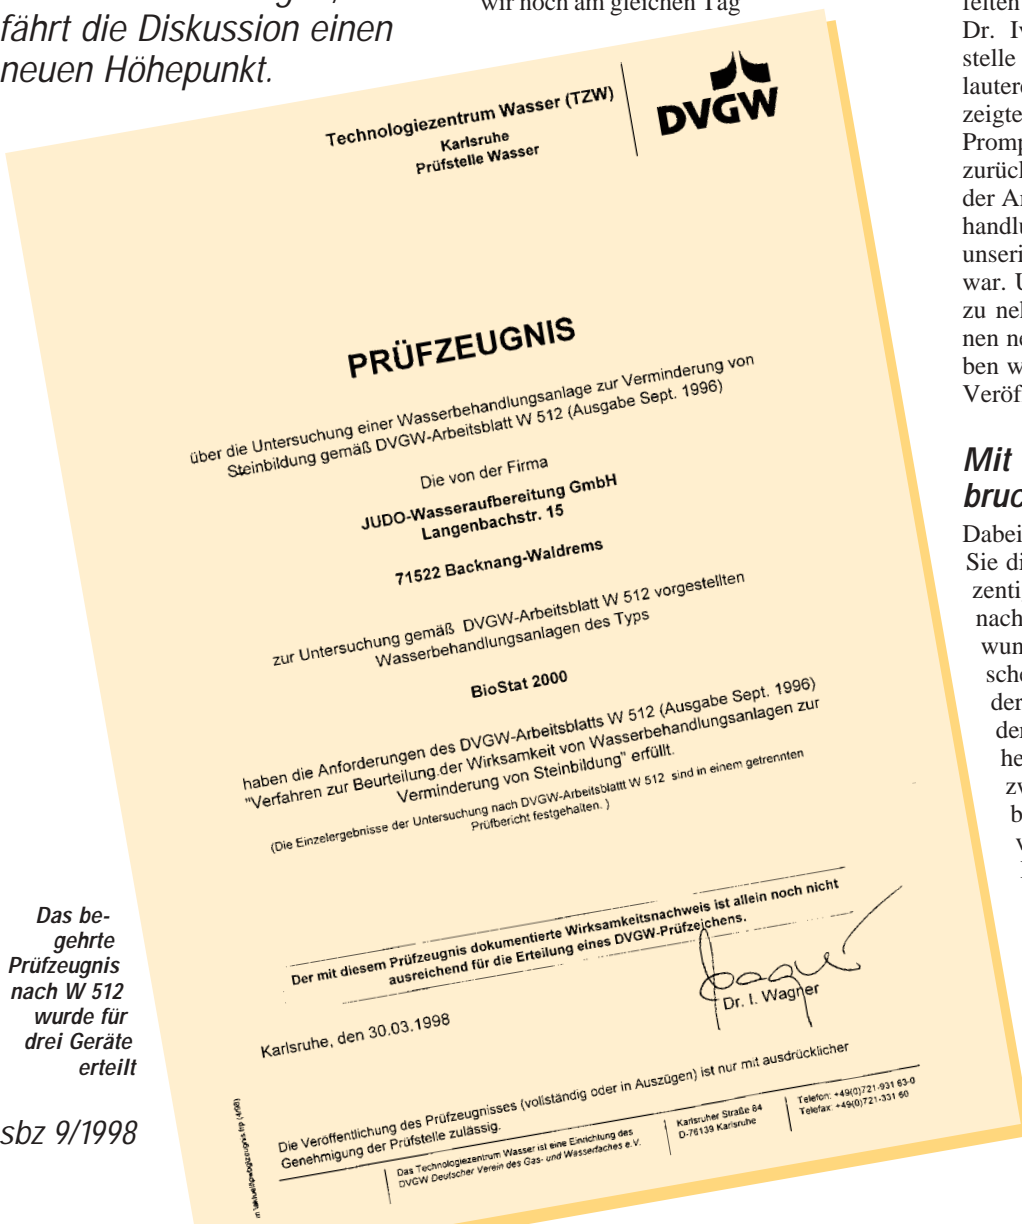 fährt die Diskussion einen
neuen Höhepunkt.
wir noch am gleichen Tag
Technologiezentrum Wasser (TZW)
Karlsruhe
Prüfstelle Wasser
DVGW
PRÜFZEUGNIS
über die Untersuchung einer Wasserbehandlungsanlage zur Verminderung von
Steinbildung gemäß DVGW-Arbeitsblatt W 512 (Ausgabe Sept. 1996)
Die von der Firma
JUDO-Wasseraufbereitung GmbH
Langenbachstr. 15
71522 Backnang-Waldrems
zur Untersuchung gemäß DVGW-Arbeitsblatt W 512 vorgestellten
Wasserbehandlungsanlagen des Typs
BioStat 2000
haben die Anforderungen des DVGW-Arbeitsblatts W 512 (Ausgabe Sept. 1996)
"Verfahren zur Beurteilung.der Wirksamkeit von Wasserbehandlungsanlagen zur
Verminderung von Steinbildung" erfüllt.
(Die Einzelergebnisse der Untersuchung nach DVGW-Arbeitsblattt W 512 sind in einem getrennten
Prüfbericht festgehalten. )
Der mit diesem Prüfzeugnis dokumentierte Wirksamkeitsnachweis ist allein noch nicht
ausreichend für die Erteilung eines DVGW-Prüfzeichens.
Dr. I. Wagner
Karlsruhe, den 30.03.1998
Die Veröffentlichung des Prüfzeugnisses (vollständig oder in Auszügen) ist nur mit ausdrücklicher
Genehmigung der Prüfstelle zulässig.
Das Technologiezentrum Wasser ist eine Einrichtung des
DVGW Deutscher Verein des Gas- und Wasserfaches e.V.
Karlsruher Straße 84
D-76139 Karlsruhe
Telefon: +49(0)721-931 63-0
Telefax: +49(0)721-331 60
Das be-
gehrte
Prüfzeugnis
nach W 512
wurde für
drei Geräte
erteilt
sbz 9/1998
Dr.
stelle
zeigte
zurück
war.
Mit
Dabei
Sie
nach